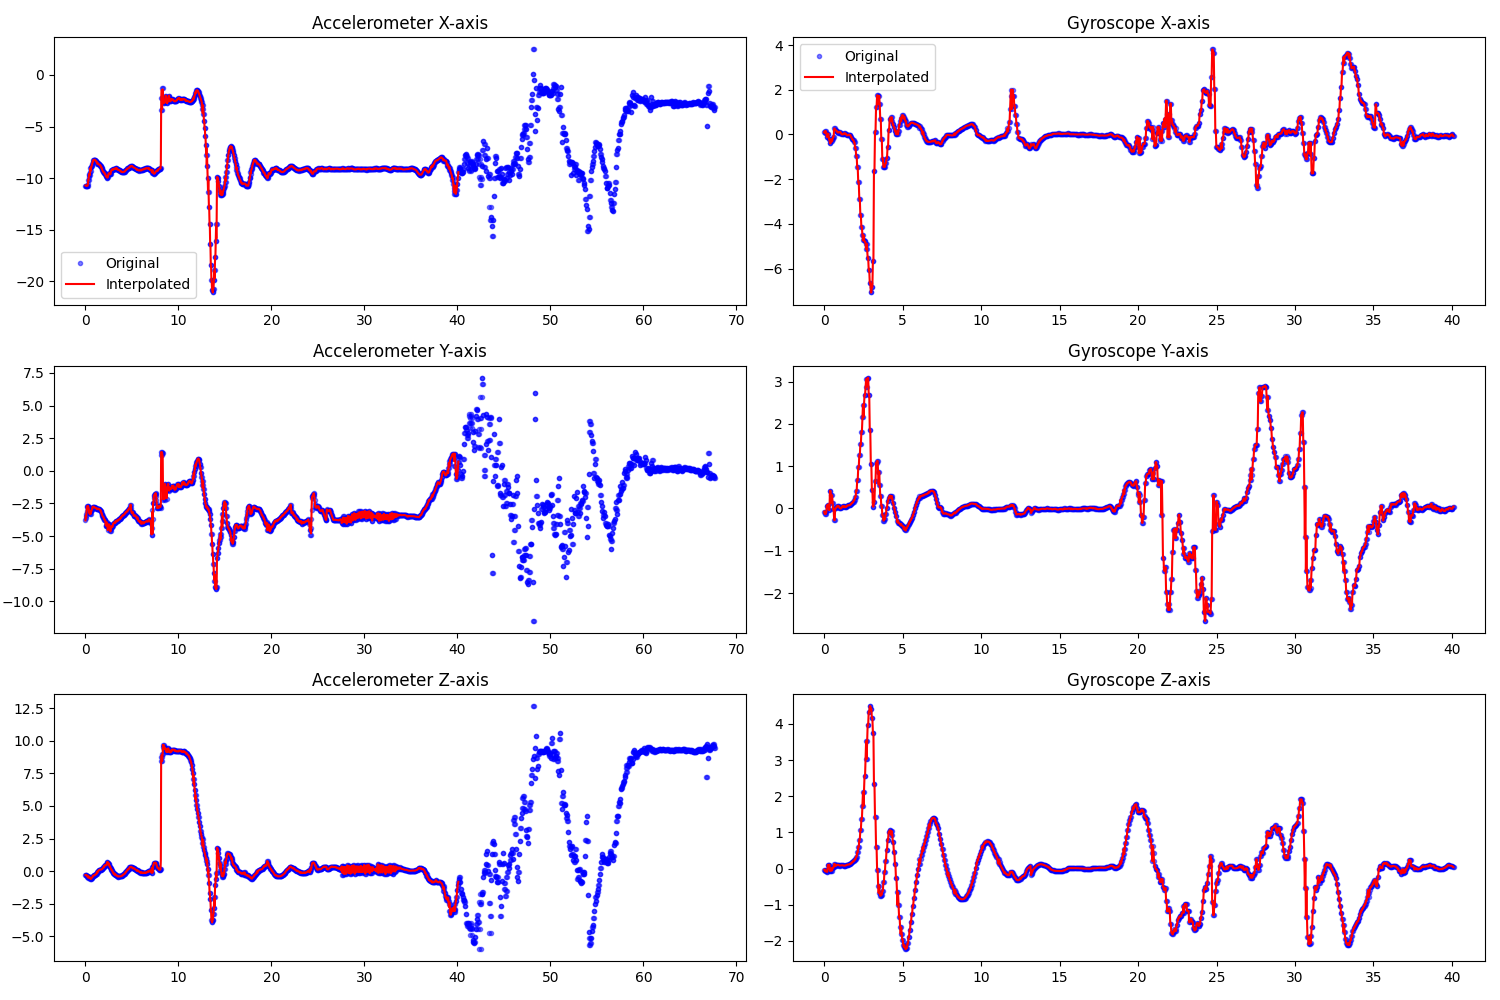 Accelerometer X-axis
0
−5
−10
−15
−20
Original
Interpolated
0 10 20 30 40 50 60 70
Gyroscope X-axis
4
2
0
−2
−4
−6
Original
Interpolated
0 5 10 15 20 25 30 35 40
Accelerometer Y-axis
7.5
5.0
2.5
0.0
−2.5
−5.0
−7.5
−10.0
0 10 20 30 40 50 60 70
Gyroscope Y-axis
3
2
1
0
−1
−2
0 5 10 15 20 25 30 35 40
Accelerometer Z-axis
12.5
10.0
7.5
5.0
2.5
0.0
−2.5
−5.0
0 10 20 30 40 50 60 70
Gyroscope Z-axis
4
3
2
1
0
−1
−2
0 5 10 15 20 25 30 35 40